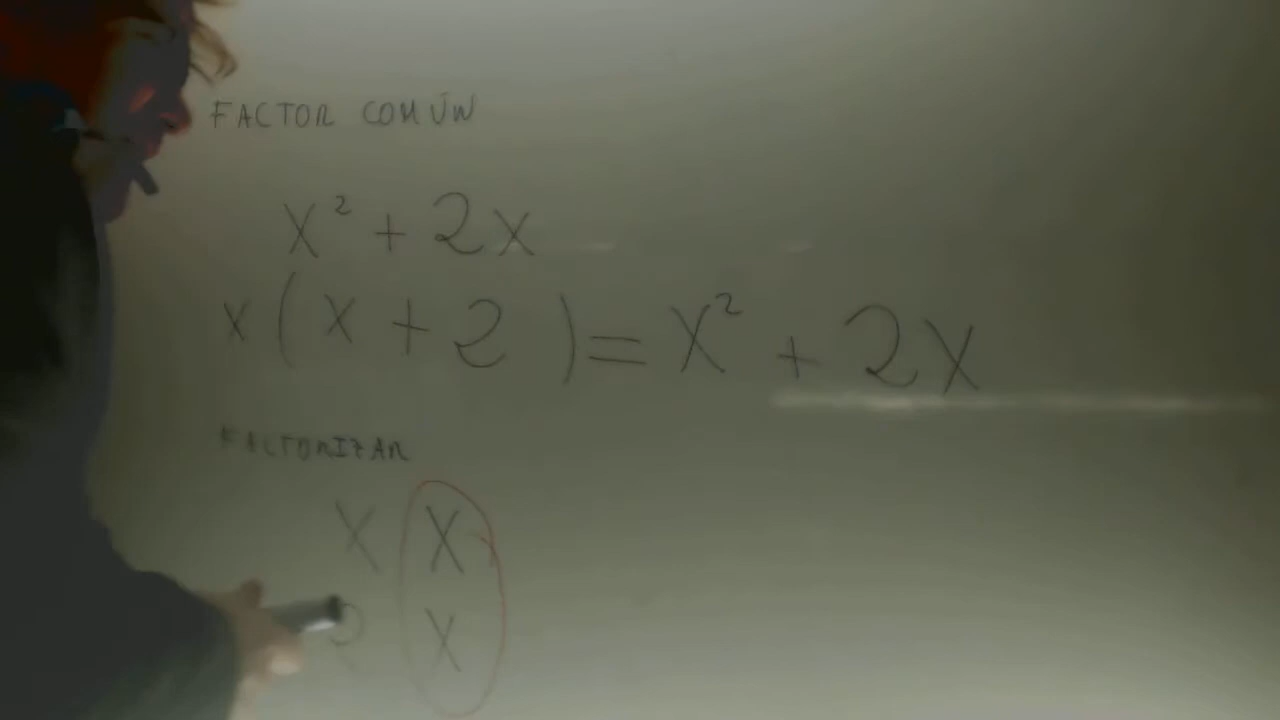 FACTOR COMÚN
x² + 2x
x(x + 2) = x² + 2x
FACTORIZAR
X X
X